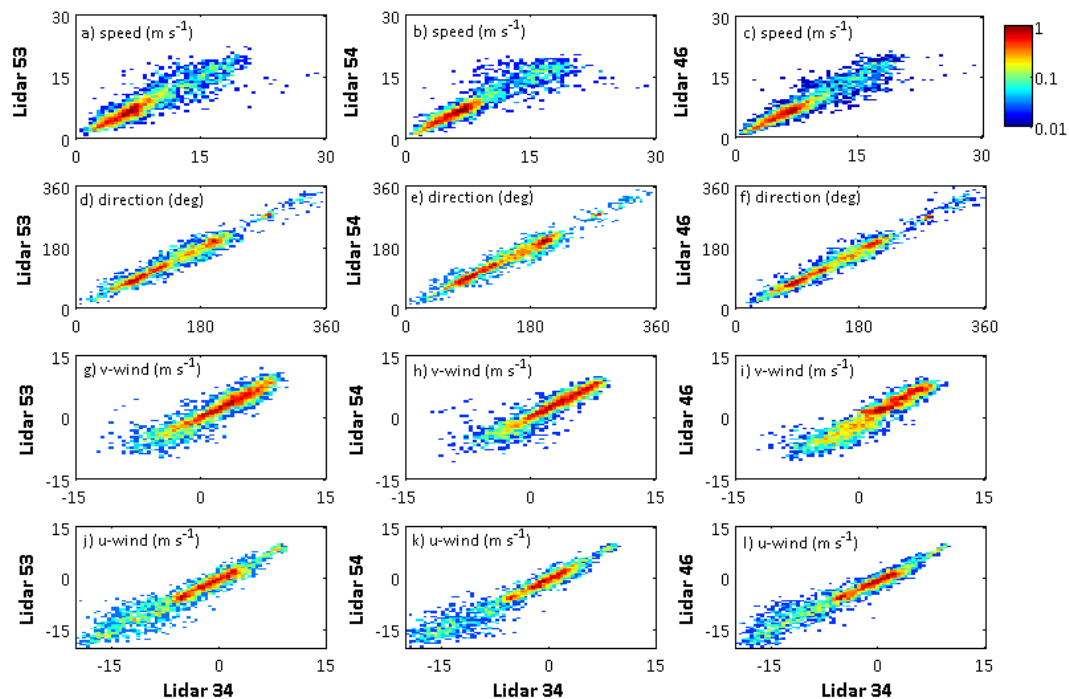 a) speed (m s⁻¹)
b) speed (m s⁻¹)
c) speed (m s⁻¹)
Lidar 53
Lidar 54
Lidar 46
30
15
0
30
15
0
30
15
0
0 15 30
0 15 30
0 15 30
1
0.1
0.01
d) direction (deg)
e) direction (deg)
f) direction (deg)
Lidar 53
Lidar 54
Lidar 46
360
180
0
360
180
0
360
180
0
0 180 360
0 180 360
0 180 360
g) v-wind (m s⁻¹)
h) v-wind (m s⁻¹)
i) v-wind (m s⁻¹)
Lidar 53
Lidar 54
Lidar 46
15
0
-15
15
0
-15
15
0
-15
-15 0 15
-15 0 15
-15 0 15
j) u-wind (m s⁻¹)
k) u-wind (m s⁻¹)
l) u-wind (m s⁻¹)
Lidar 53
Lidar 54
Lidar 46
15
0
-15
15
0
-15
15
0
-15
-15 0 15
-15 0 15
-15 0 15
Lidar 34
Lidar 34
Lidar 34